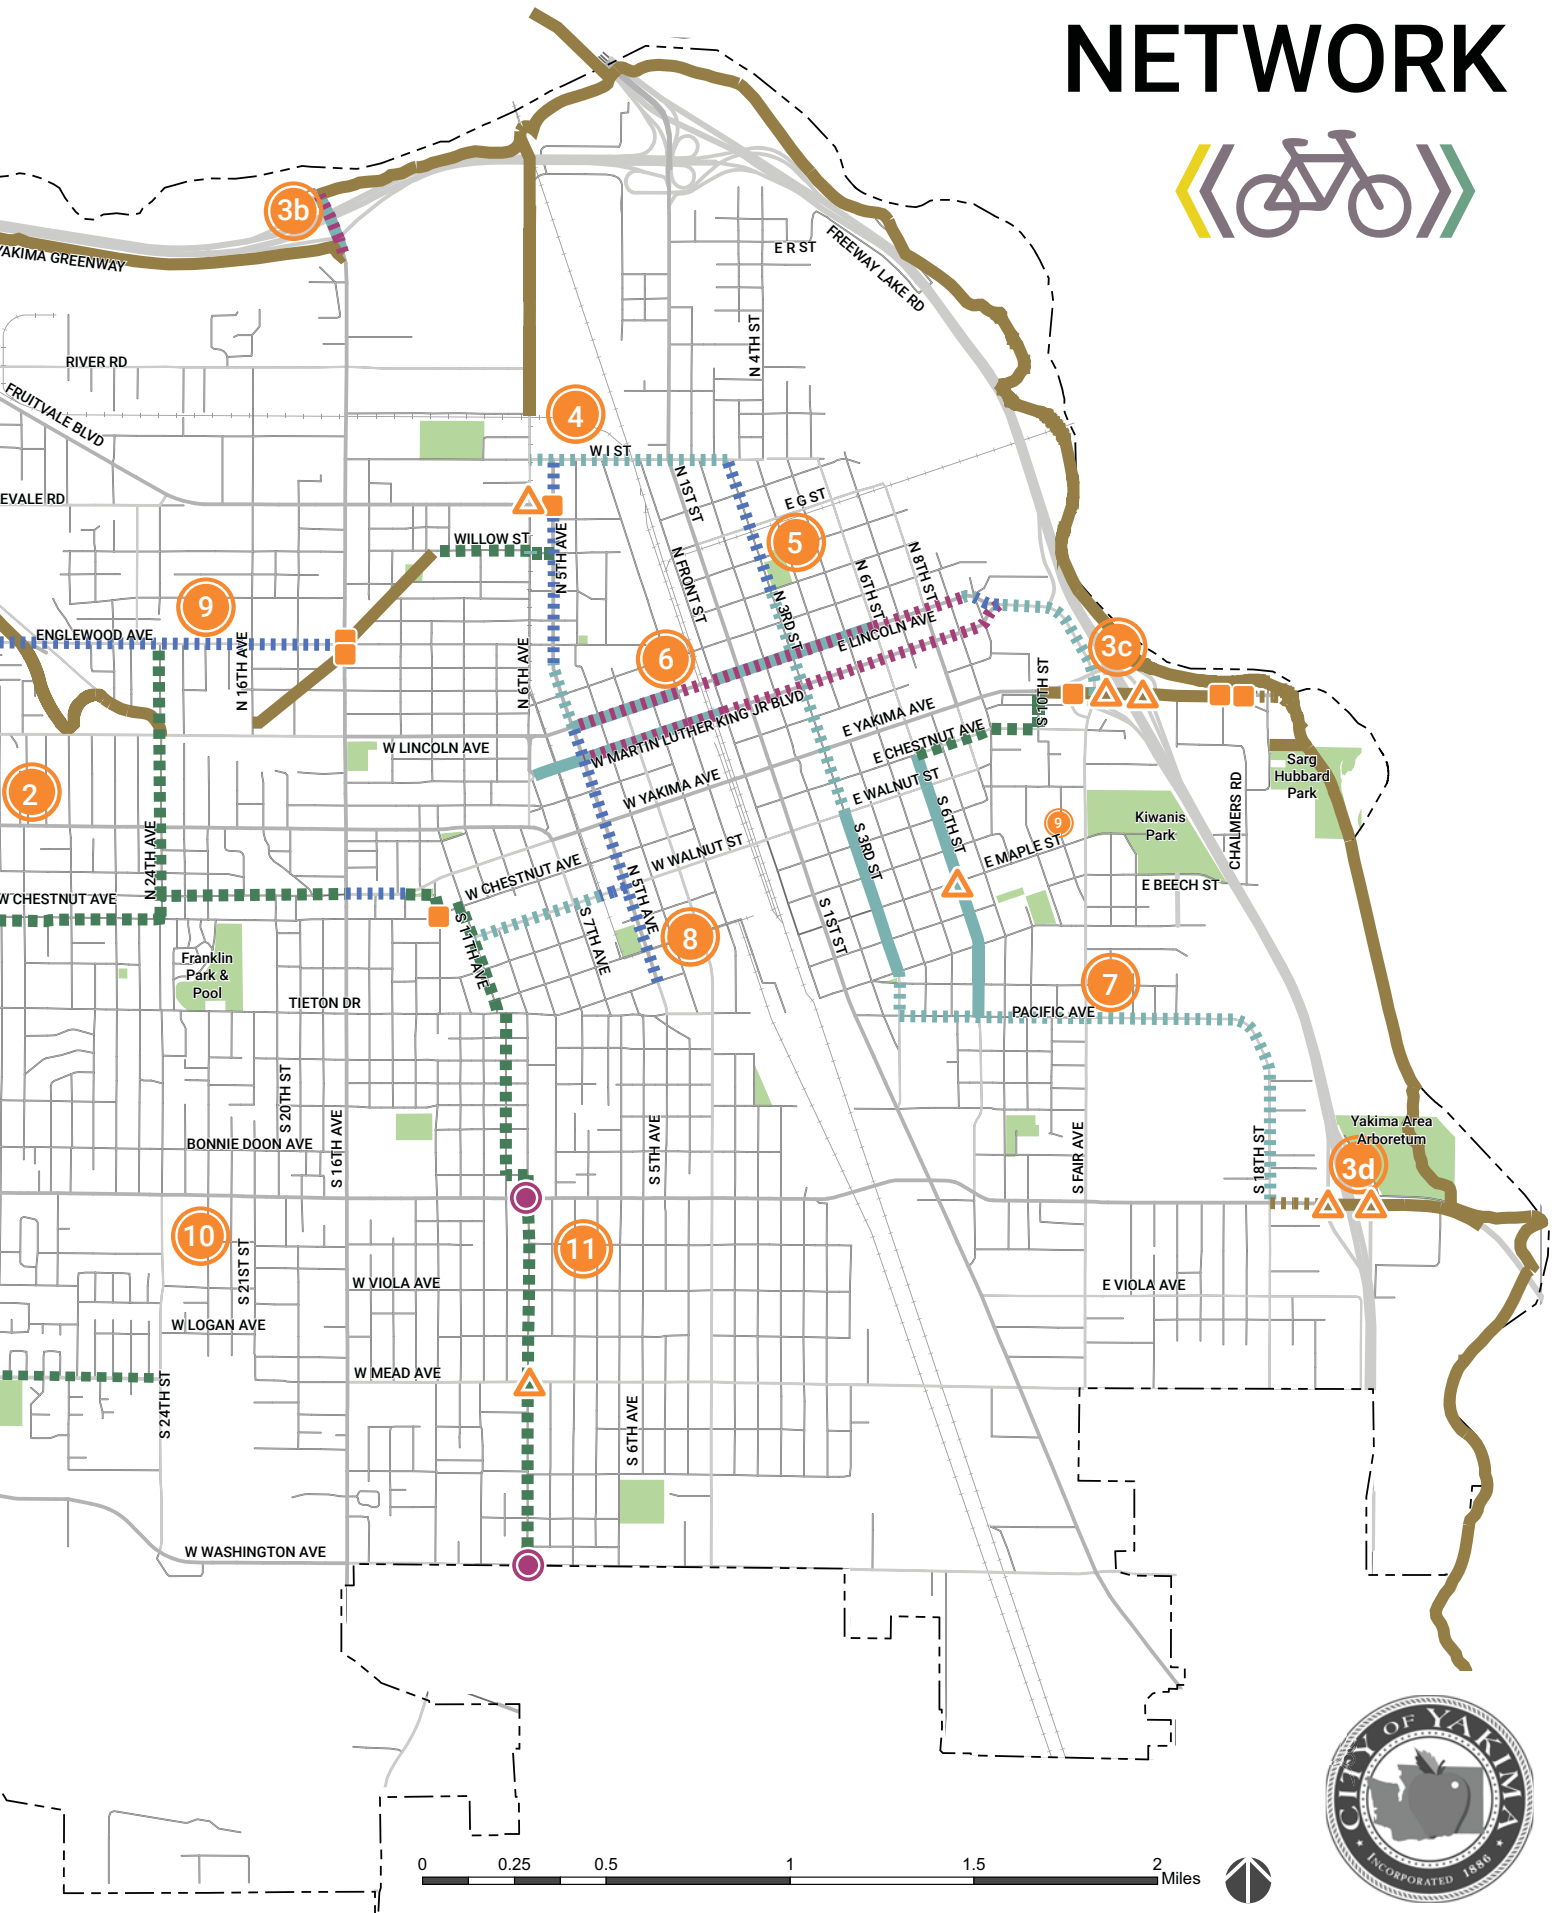 NETWORK
3b
YAKIMA GREENWAY
E R ST
FREEWAY LAKE RD
N 4TH ST
RIVER RD
FRUITVALE BLVD
4
W I ST
N 1ST ST
E G ST
EVALE RD
WILLOW ST
N 5TH AVE
N FRONT ST
5
N 6TH ST
N 8TH ST
N 3RD ST
9
ENGLEWOOD AVE
N 16TH AVE
N 6TH AVE
6
E LINCOLN AVE
3c
S 10TH ST
W MARTIN LUTHER KING JR BLVD
E YAKIMA AVE
W LINCOLN AVE
E CHESTNUT AVE
Sarg
Hubbard
Park
2
W YAKIMA AVE
E WALNUT ST
S 6TH ST
CHALMERS RD
9
Kiwanis
Park
N 24TH AVE
S 3RD ST
E MAPLE ST
W WALNUT ST
W CHESTNUT AVE
N 5TH AVE
E BEECH ST
W CHESTNUT AVE
S 11TH AVE
S 7TH AVE
8
S 1ST ST
Franklin
Park &
Pool
7
TIETON DR
PACIFIC AVE
S 20TH ST
S 16TH AVE
BONNIE DOON AVE
S 5TH AVE
S FAIR AVE
S 18TH ST
Yakima Area
Arboretum
3d
10
S 21ST ST
11
W VIOLA AVE
E VIOLA AVE
W LOGAN AVE
W MEAD AVE
S 24TH ST
S 6TH AVE
W WASHINGTON AVE
CITY OF YAKIMA
INCORPORATED 1886
0 0.25 0.5 1 1.5 2
Miles